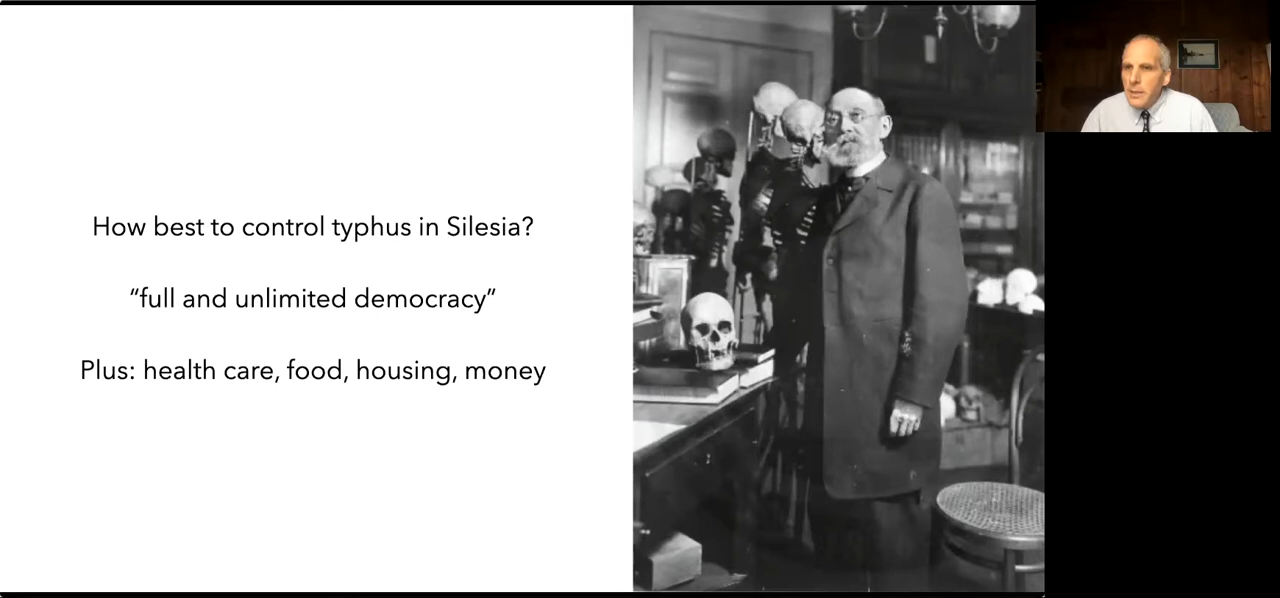 How best to control typhus in Silesia?
“full and unlimited democracy”
Plus: health care, food, housing, money